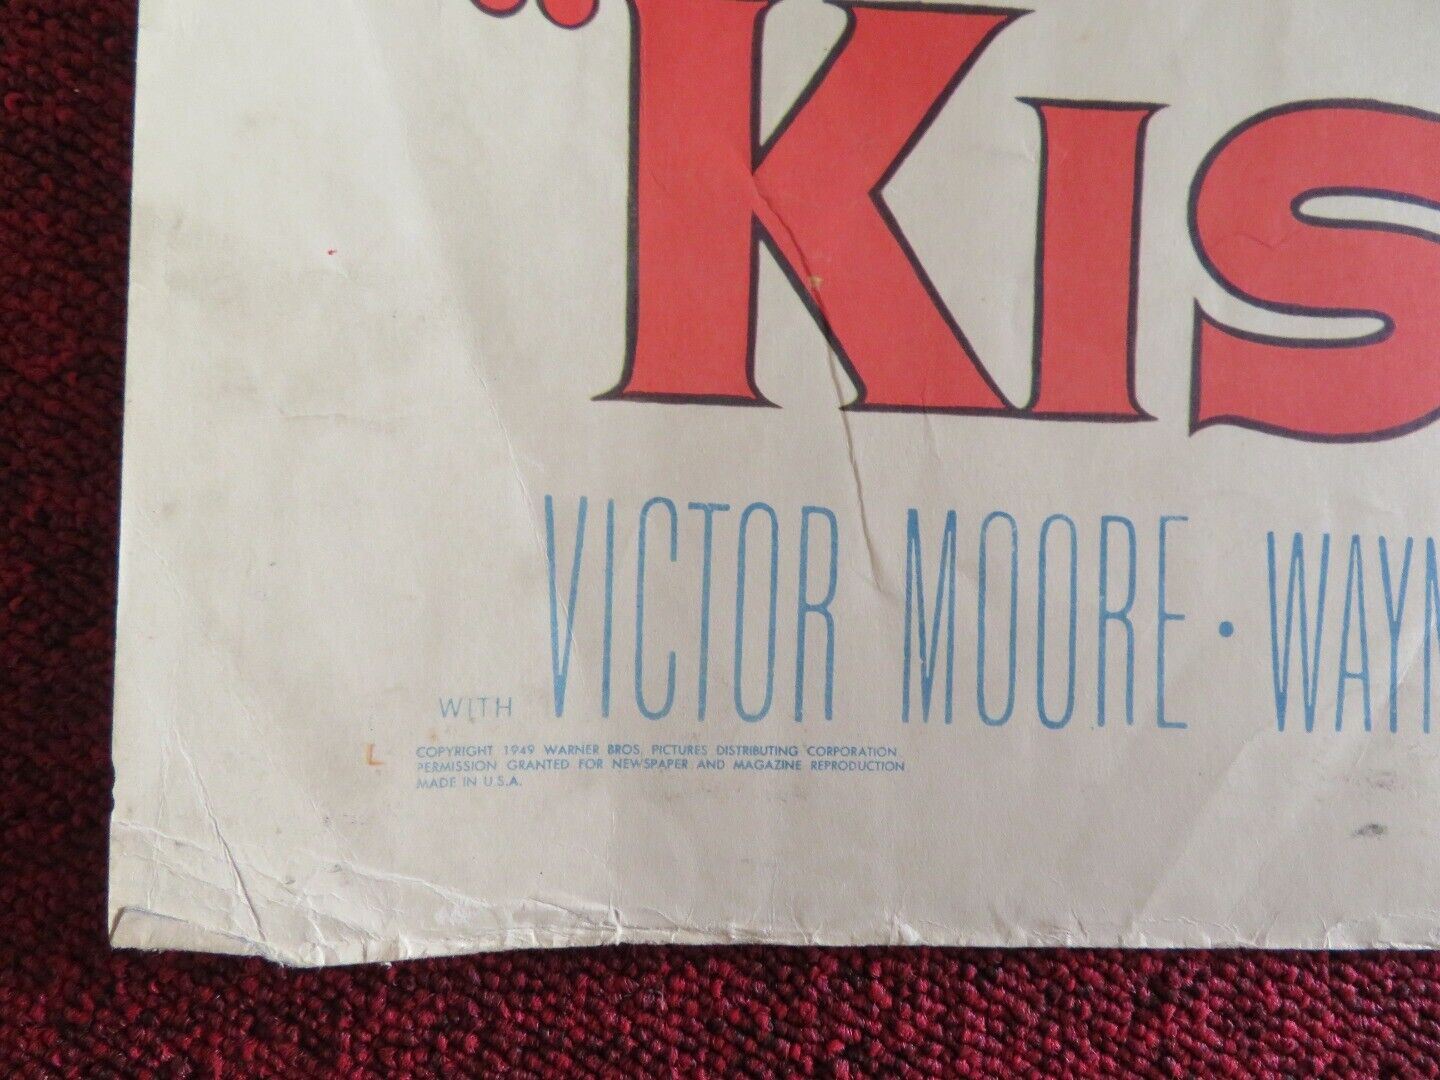 "KIS
WITH VICTOR MOORE · WAYN
COPYRIGHT 1949 WARNER BROS. PICTURES DISTRIBUTING CORPORATION.
PERMISSION GRANTED FOR NEWSPAPER AND MAGAZINE REPRODUCTION
MADE IN U.S.A.